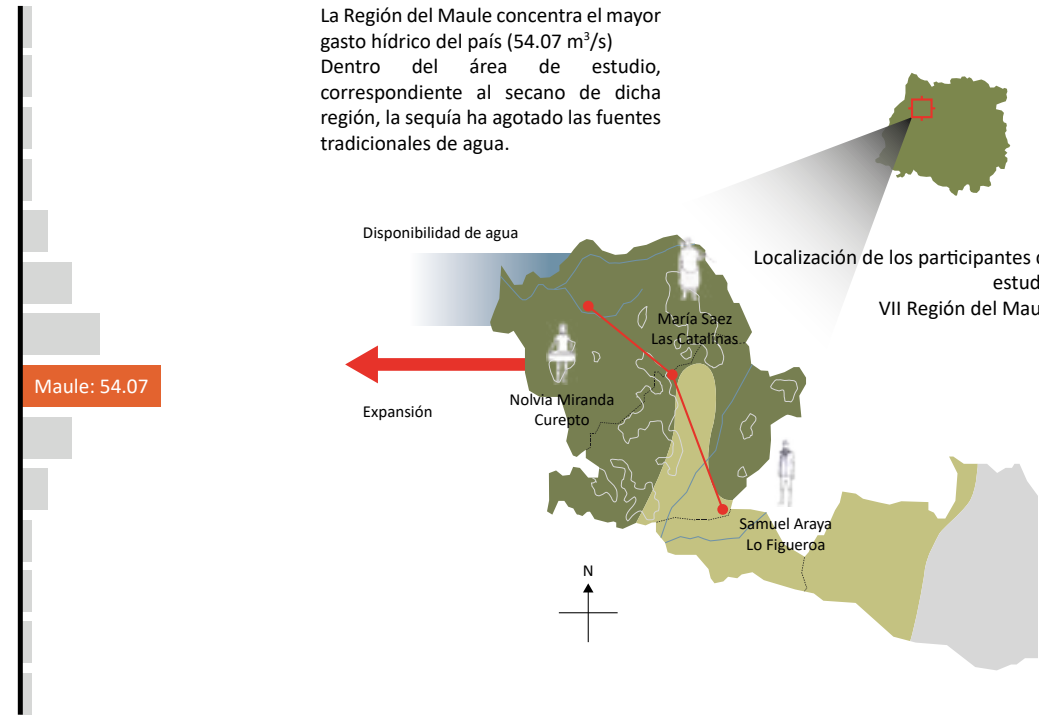 La Región del Maule concentra el mayor
gasto hídrico del país (54.07 m³/s)
Dentro del área de estudio,
correspondiente al secano de dicha
región, la sequía ha agotado las fuentes
tradicionales de agua.
Disponibilidad de agua
Localización de los participantes
VII Región del
María Saez
Las Catalinas
Maule: 54.07
Expansión
Nolvia Miranda
Curepto
Samuel Araya
Lo Figueroa
N